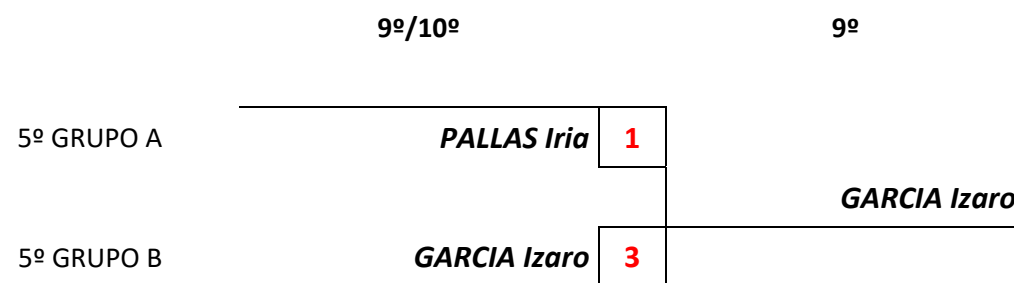 9º/10º 9º
5º GRUPO A PALLAS Iria 1
GARCIA Izaro
5º GRUPO B GARCIA Izaro 3